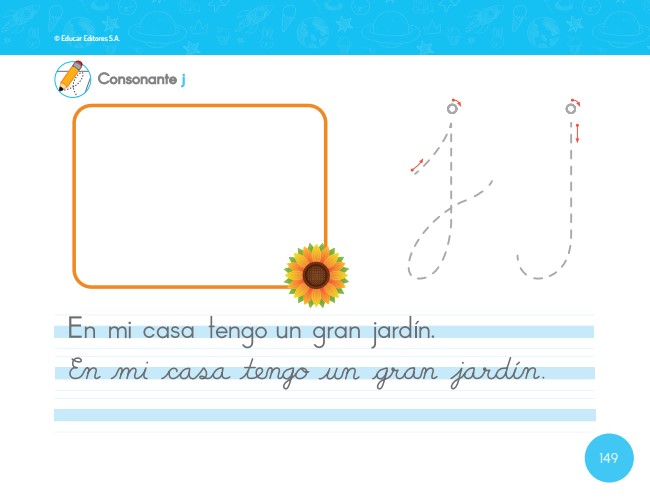 © Educar Editores S.A.
Consonante j
j j
En mi casa tengo un gran jardín.
En mi casa tengo un gran jardín.
149